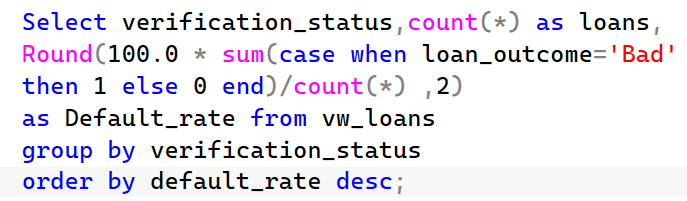 Select verification_status,count(*) as loans,
Round(100.0 * sum(case when loan_outcome='Bad'
then 1 else 0 end)/count(*) ,2)
as Default_rate from vw_loans
group by verification_status
order by default_rate desc;